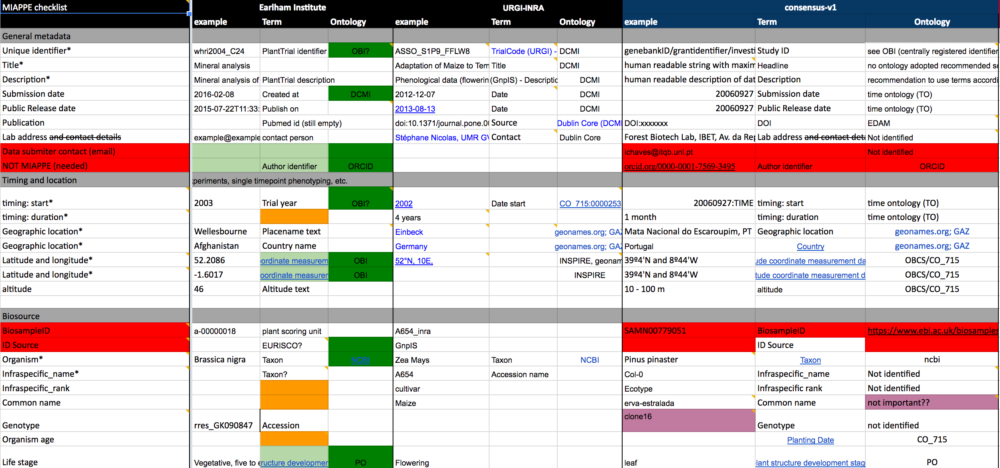 MIAPPE checklist Earlham Institute URGI-INRA consensus-v1
example Term Ontology example Term Ontology example Term Ontology
General metadata
Unique identifier* whri2004_C24 PlantTrial identifier OBI? ASSO_S1P9_FFLW8 TrialCode (URGI) - DCMI genebankID/grantidentifier/investi Study ID see OBI (centrally registered identifier
Title* Mineral analysis Adaptation of Maize to Tem Title DCMI human readable string with maxim Headline no ontology adopted recommended s
Description* Mineral analysis of PlantTrial description Phenological data (flowerin (GnpIS) - Descriptic DCMI human readable description of dat Description recommendation to use terms accordi
Submission date 2016-02-08 Created at DCMI 2012-12-07 Date DCMI 20060927 Submission date time ontology (TO)
Public Release date 2015-07-22T11:33: Publish on 2013-08-13 Date DCMI 20060927 Public Release date time ontology (TO)
Publication Pubmed id (still empty) doi:10.1371/journal.pone.00 Source Dublin Core (DCMI DOI:xxxxxxx DOI EDAM
Lab address and contact details example@example contact person Stéphane Nicolas, UMR GV Contact Dublin Core Forest Biotech Lab, IBET, Av. da Rep Lab address and contact deta Not identified
Data submiter contact (email) ichaves@itqb.unl.pt Not identified
NOT MIAPPE (needed) Author identifier ORCID orcid.org/0000-0001-7569-3495 Author identifier ORCID
Timing and location xperiments, single timepoint phenotyping, etc.
timing: start* 2003 Trial year OBI? 2002 Date start CO_715:0000253 20060927:TIME timing: start time ontology (TO)
timing: duration* 4 years 1 month timing: duration time ontology (TO)
Geographic location* Wellesbourne Placename text Einbeck geonames.org; GAZ Mata Nacional do Escaroupim, PT Geographic location geonames.org; GAZ
Geographic location* Afghanistan Country name Germany geonames.org; GAZ Portugal Country geonames.org; GAZ
Latitude and longitude* 52.2086 oordinate measurem OBI 52°N, 10E, INSPIRE, geonam 39º4'N and 8º44'W ude coordinate measurement da OBCS/CO_715
Latitude and longitude* -1.6017 oordinate measurer OBI INSPIRE 39º4'N and 8º44'W tude coordinate measurement d OBCS/CO_715
altitude 46 Altitude text 10 - 100 m altitude OBCS/CO_715
Biosource
BiosampleID a-00000018 plant scoring unit A654_inra SAMN00779051 BiosampleID https://www.ebi.ac.uk/biosamples
ID Source EURISCO? GnpIS ID Source
Organism* Brassica nigra Taxon NCBI Zea Mays Taxon NCBI Pinus pinaster Taxon ncbi
Infraspecific_name* Taxon? A654 Accession name Col-0 Infraspecific_name Not identified
Infraspecific_rank cultivar Ecotype Infraspecific rank Not identified
Common name Maize erva-estralada Common name not important??
Genotype rres_GK090847 Accession clone16 Genotype not identified
Organism age Planting Date CO_715
Life stage Vegetative, five to e ructure developmer PO Flowering leaf lant structure development stag PO